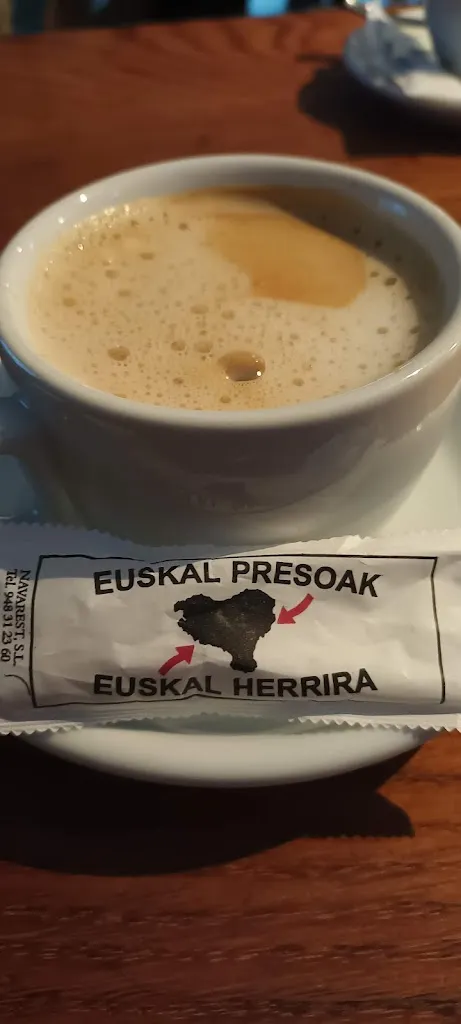 EUSKAL PRESOAK
EUSKAL HERRIRA
NAVAREST, S.L.
Tel. 948 31 23 60